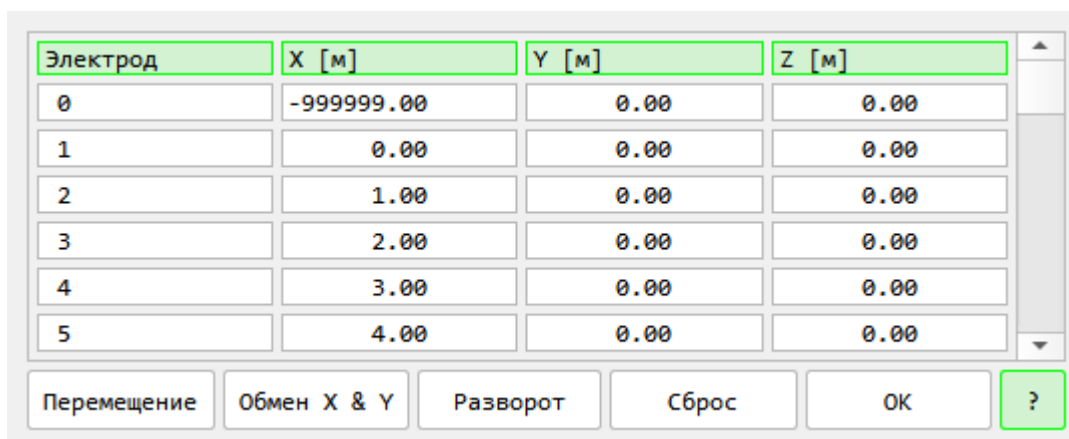 Электрод X [м] Y [м] Z [м]
0 -999999.00 0.00 0.00
1 0.00 0.00 0.00
2 1.00 0.00 0.00
3 2.00 0.00 0.00
4 3.00 0.00 0.00
5 4.00 0.00 0.00
Перемещение Обмен X & Y Разворот Сброс ОК ?